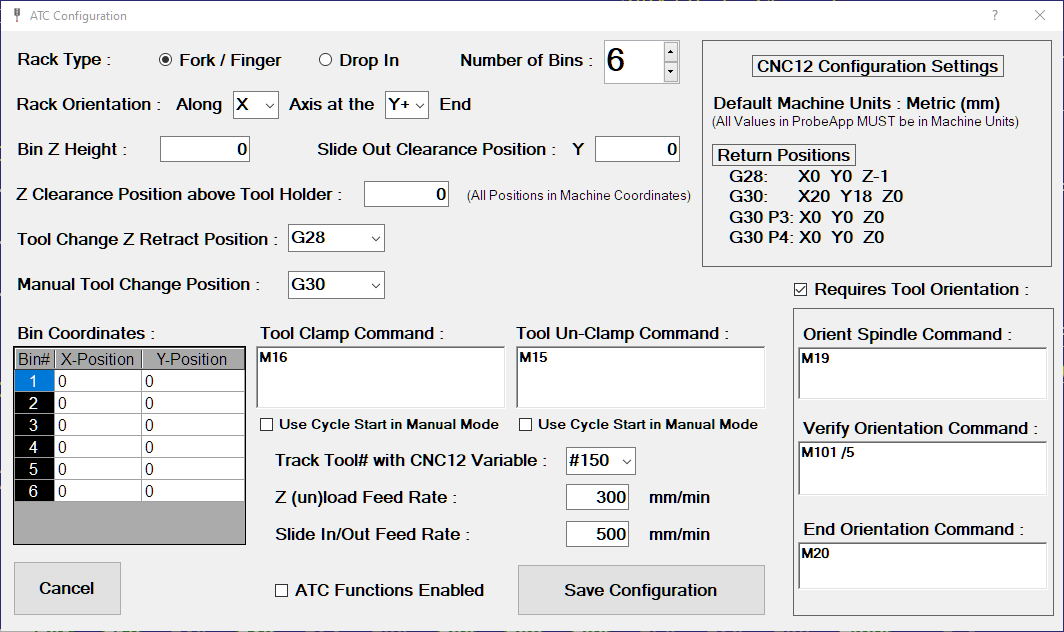 ATC Configuration
?
Rack Type : Fork / Finger Drop In Number of Bins : 6
Rack Orientation : Along X Axis at the Y+ End
Bin Z Height : 0 Slide Out Clearance Position : Y 0
Z Clearance Position above Tool Holder : 0 (All Positions in Machine Coordinates)
Tool Change Z Retract Position : G28
Manual Tool Change Position : G30
CNC12 Configuration Settings
Default Machine Units : Metric (mm)
(All Values in ProbeApp MUST be in Machine Units)
Return Positions
G28: X0 Y0 Z-1
G30: X20 Y18 Z0
G30 P3: X0 Y0 Z0
G30 P4: X0 Y0 Z0
Bin Coordinates :
Bin# X-Position Y-Position
1 0 0
2 0 0
3 0 0
4 0 0
5 0 0
6 0 0
Tool Clamp Command :
M16
Use Cycle Start in Manual Mode
Tool Un-Clamp Command :
M15
Use Cycle Start in Manual Mode
Track Tool# with CNC12 Variable : #150
Z (un)load Feed Rate : 300 mm/min
Slide In/Out Feed Rate : 500 mm/min
Requires Tool Orientation :
Orient Spindle Command :
M19
Verify Orientation Command :
M101 /5
End Orientation Command :
M20
Cancel
ATC Functions Enabled
Save Configuration